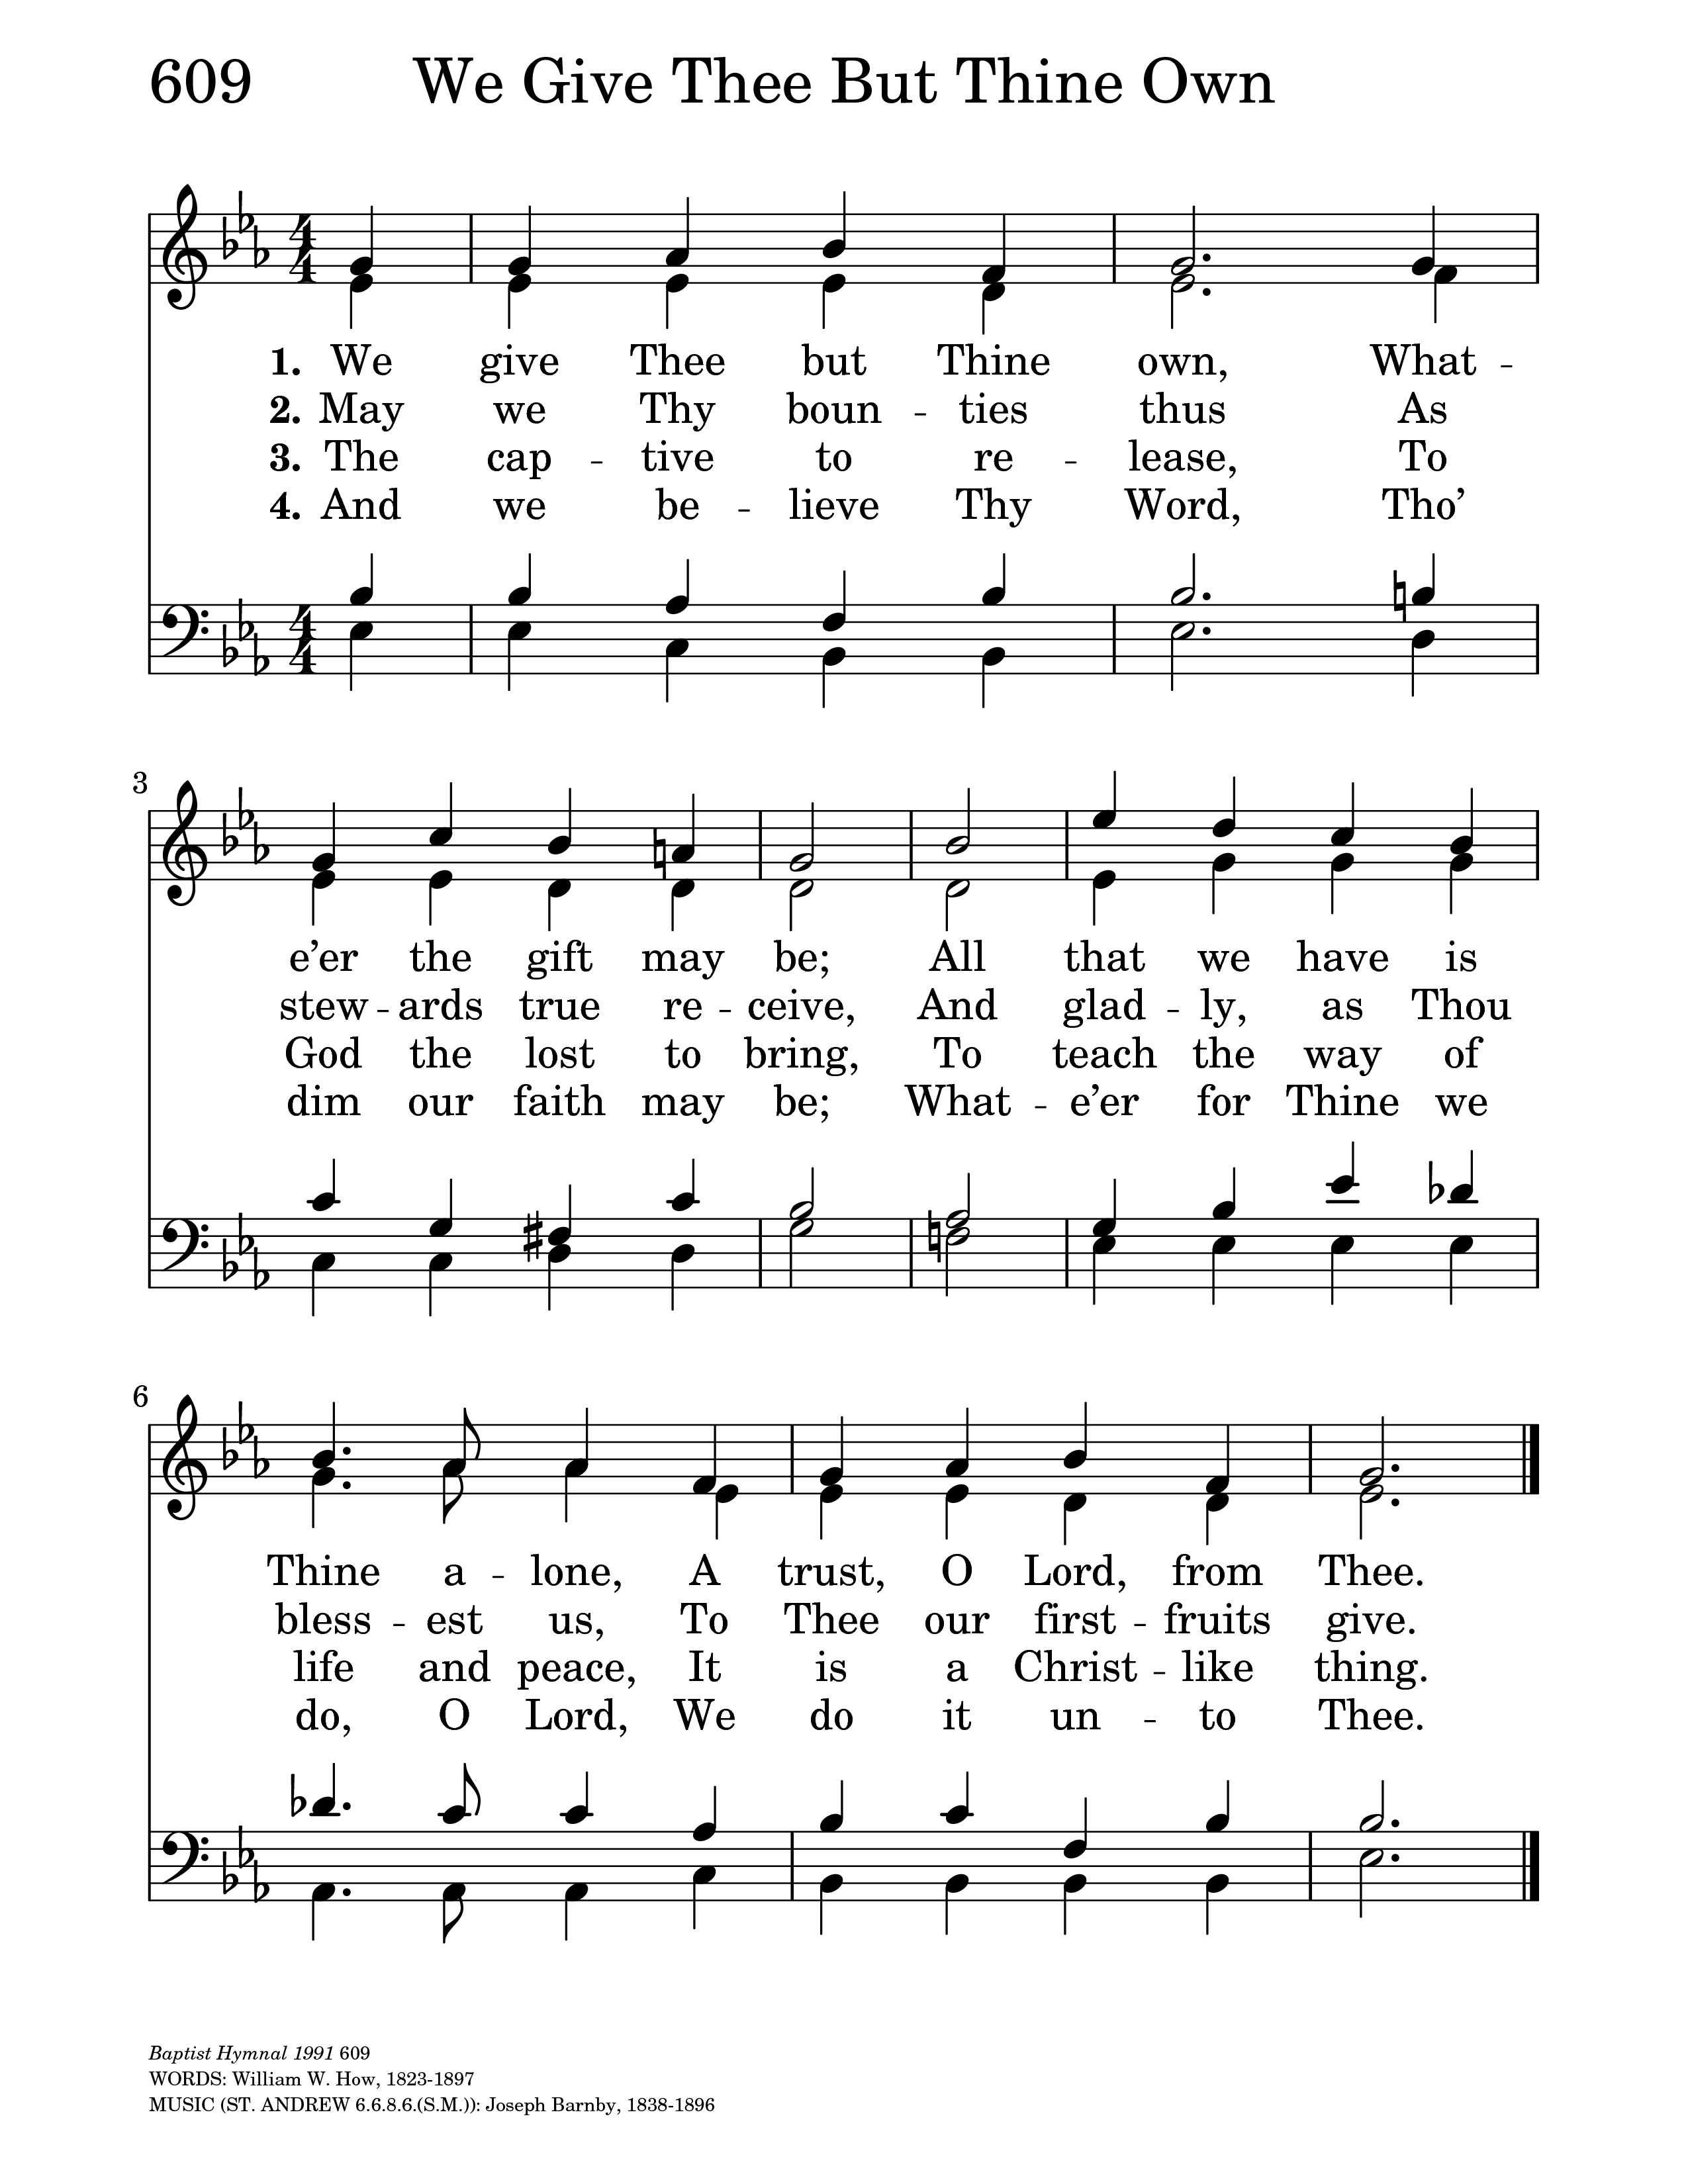 609 We Give Thee But Thine Own
4
4
1. We give Thee but Thine own, What -
2. May we Thy boun - ties thus As
3. The cap - tive to re - lease, To
4. And we be - lieve Thy Word, Tho’
4
4
3
e’er the gift may be; All that we have is
stew - ards true re - ceive, And glad - ly, as Thou
God the lost to bring, To teach the way of
dim our faith may be; What - e’er for Thine we
6
Thine a - lone, A trust, O Lord, from Thee.
bless - est us, To Thee our first - fruits give.
life and peace, It is a Christ - like thing.
do, O Lord, We do it un - to Thee.
Baptist Hymnal 1991 609
WORDS: William W. How, 1823-1897
MUSIC (ST. ANDREW 6.6.8.6.(S.M.)): Joseph Barnby, 1838-1896